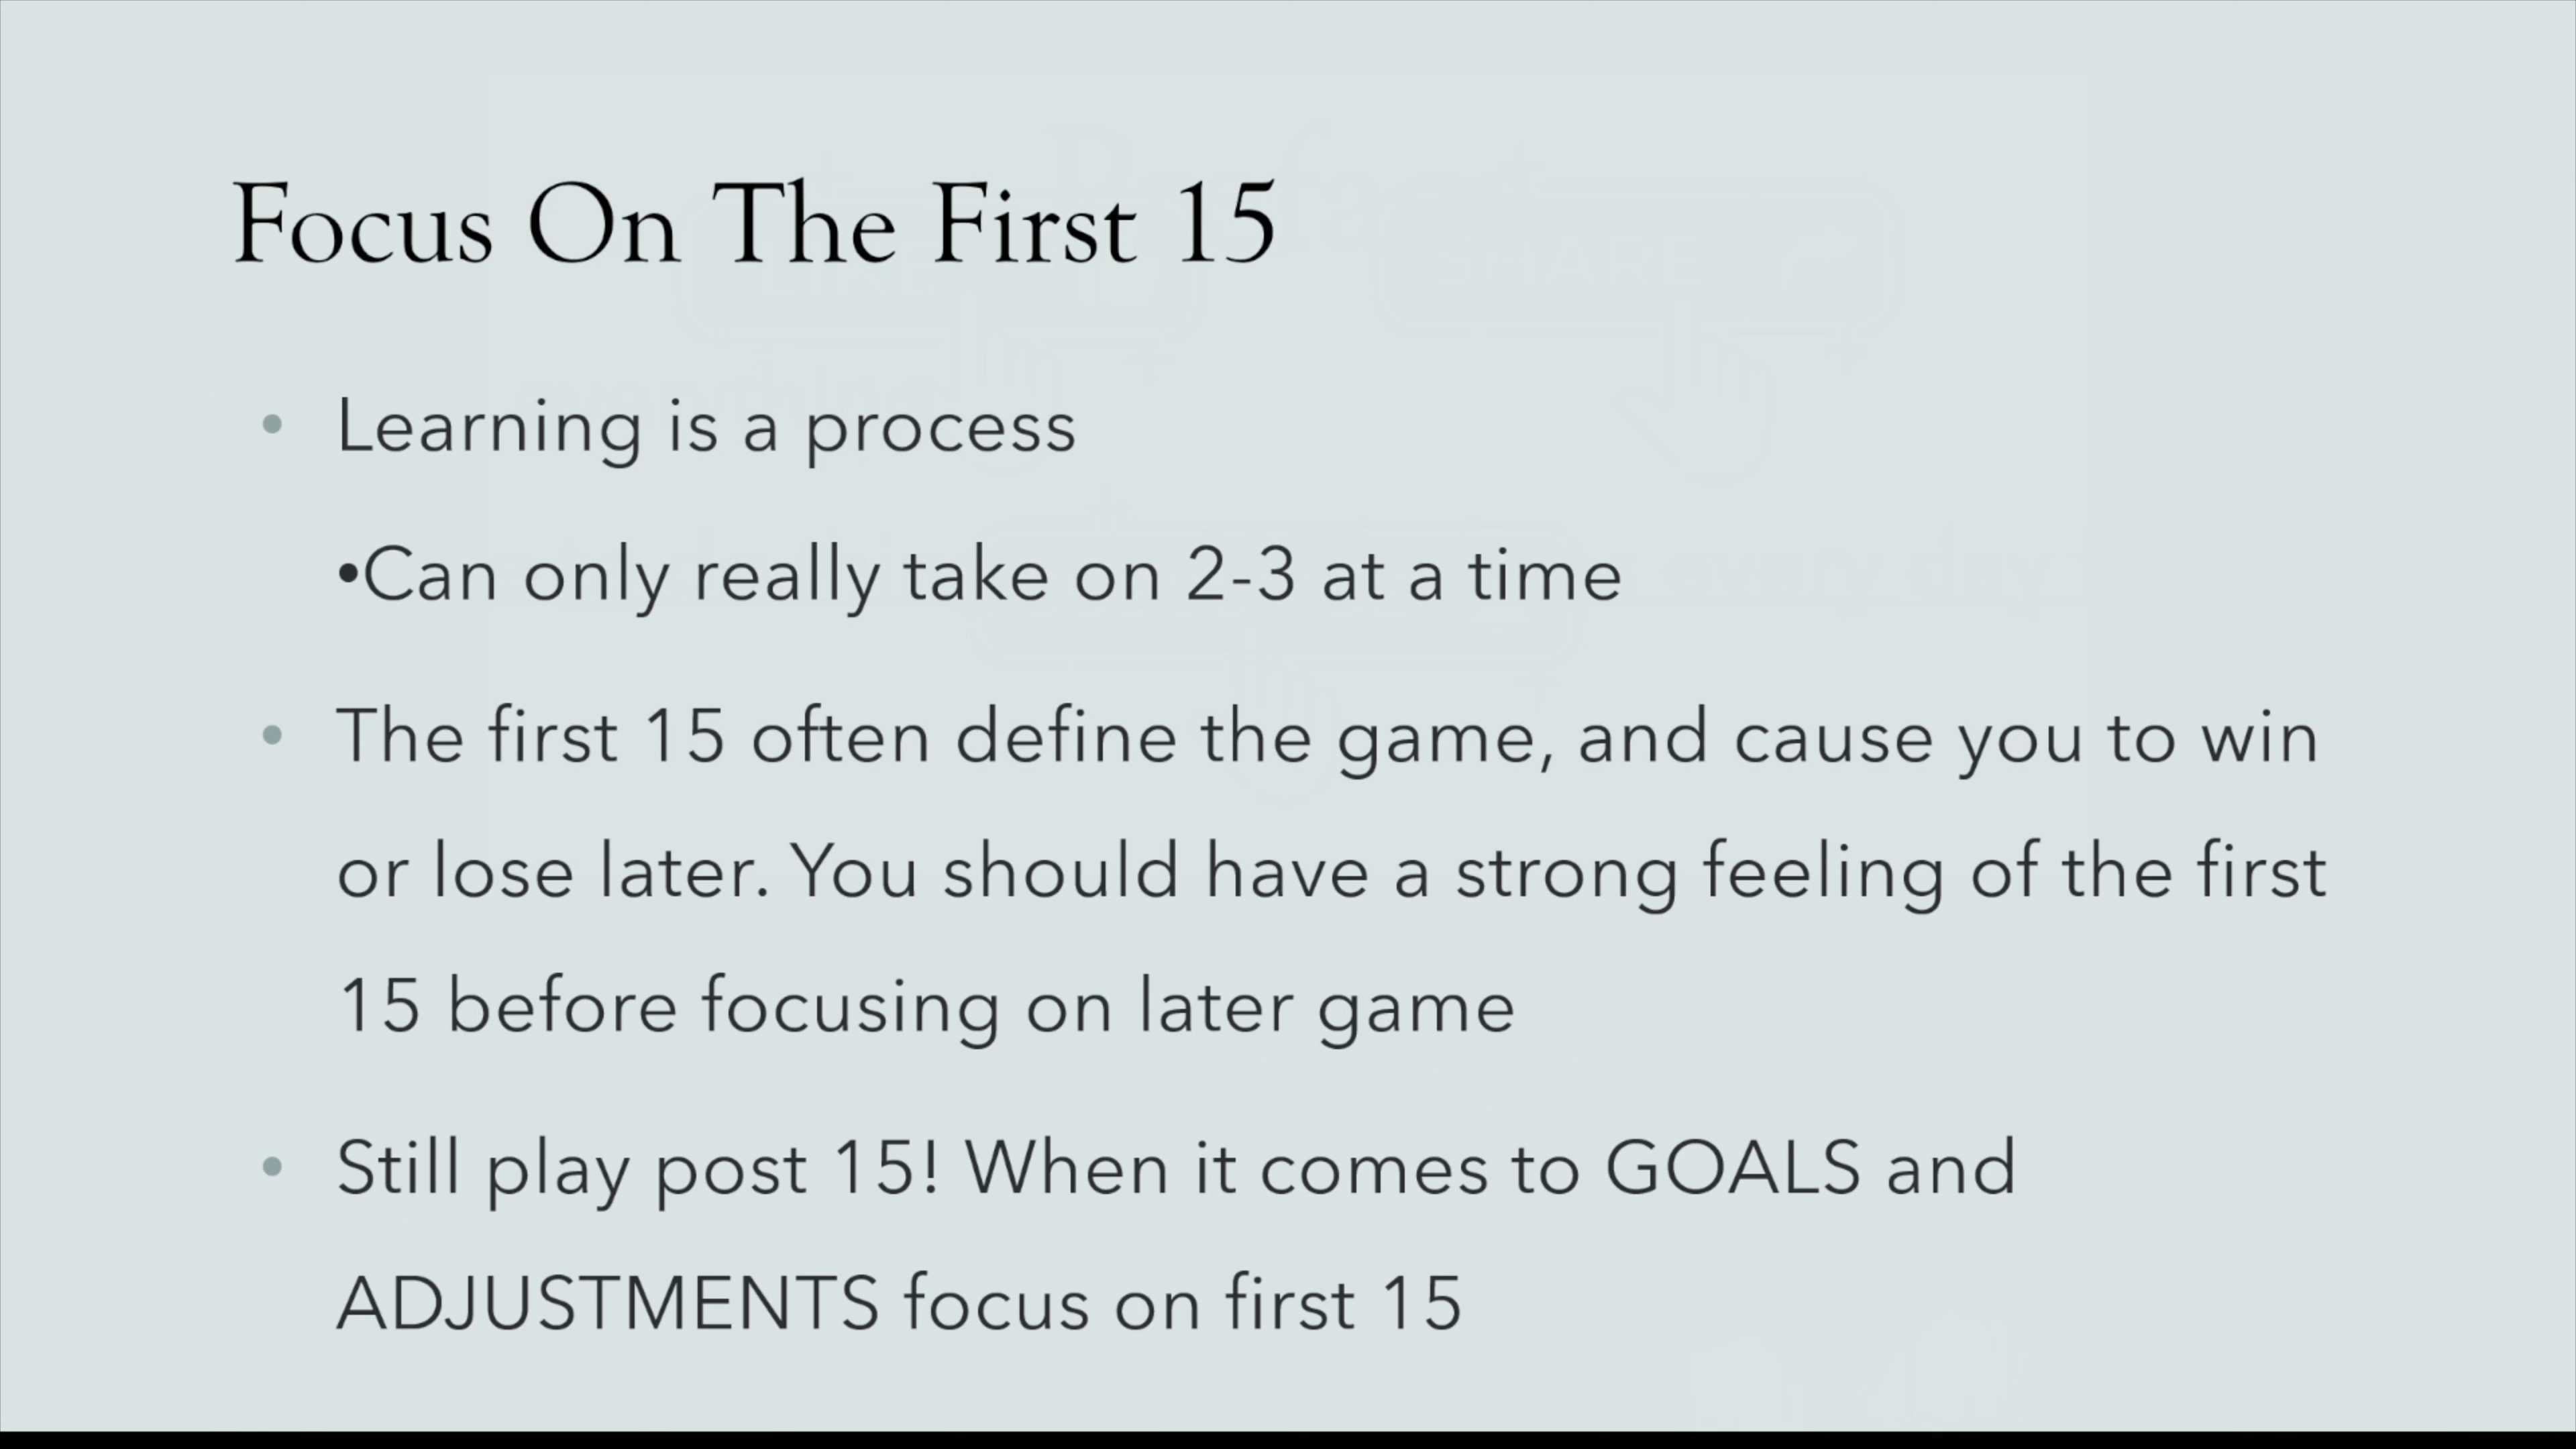 Focus On The First 15
• Learning is a process
•Can only really take on 2-3 at a time
• The first 15 often define the game, and cause you to win
or lose later. You should have a strong feeling of the first
15 before focusing on later game
• Still play post 15! When it comes to GOALS and
ADJUSTMENTS focus on first 15